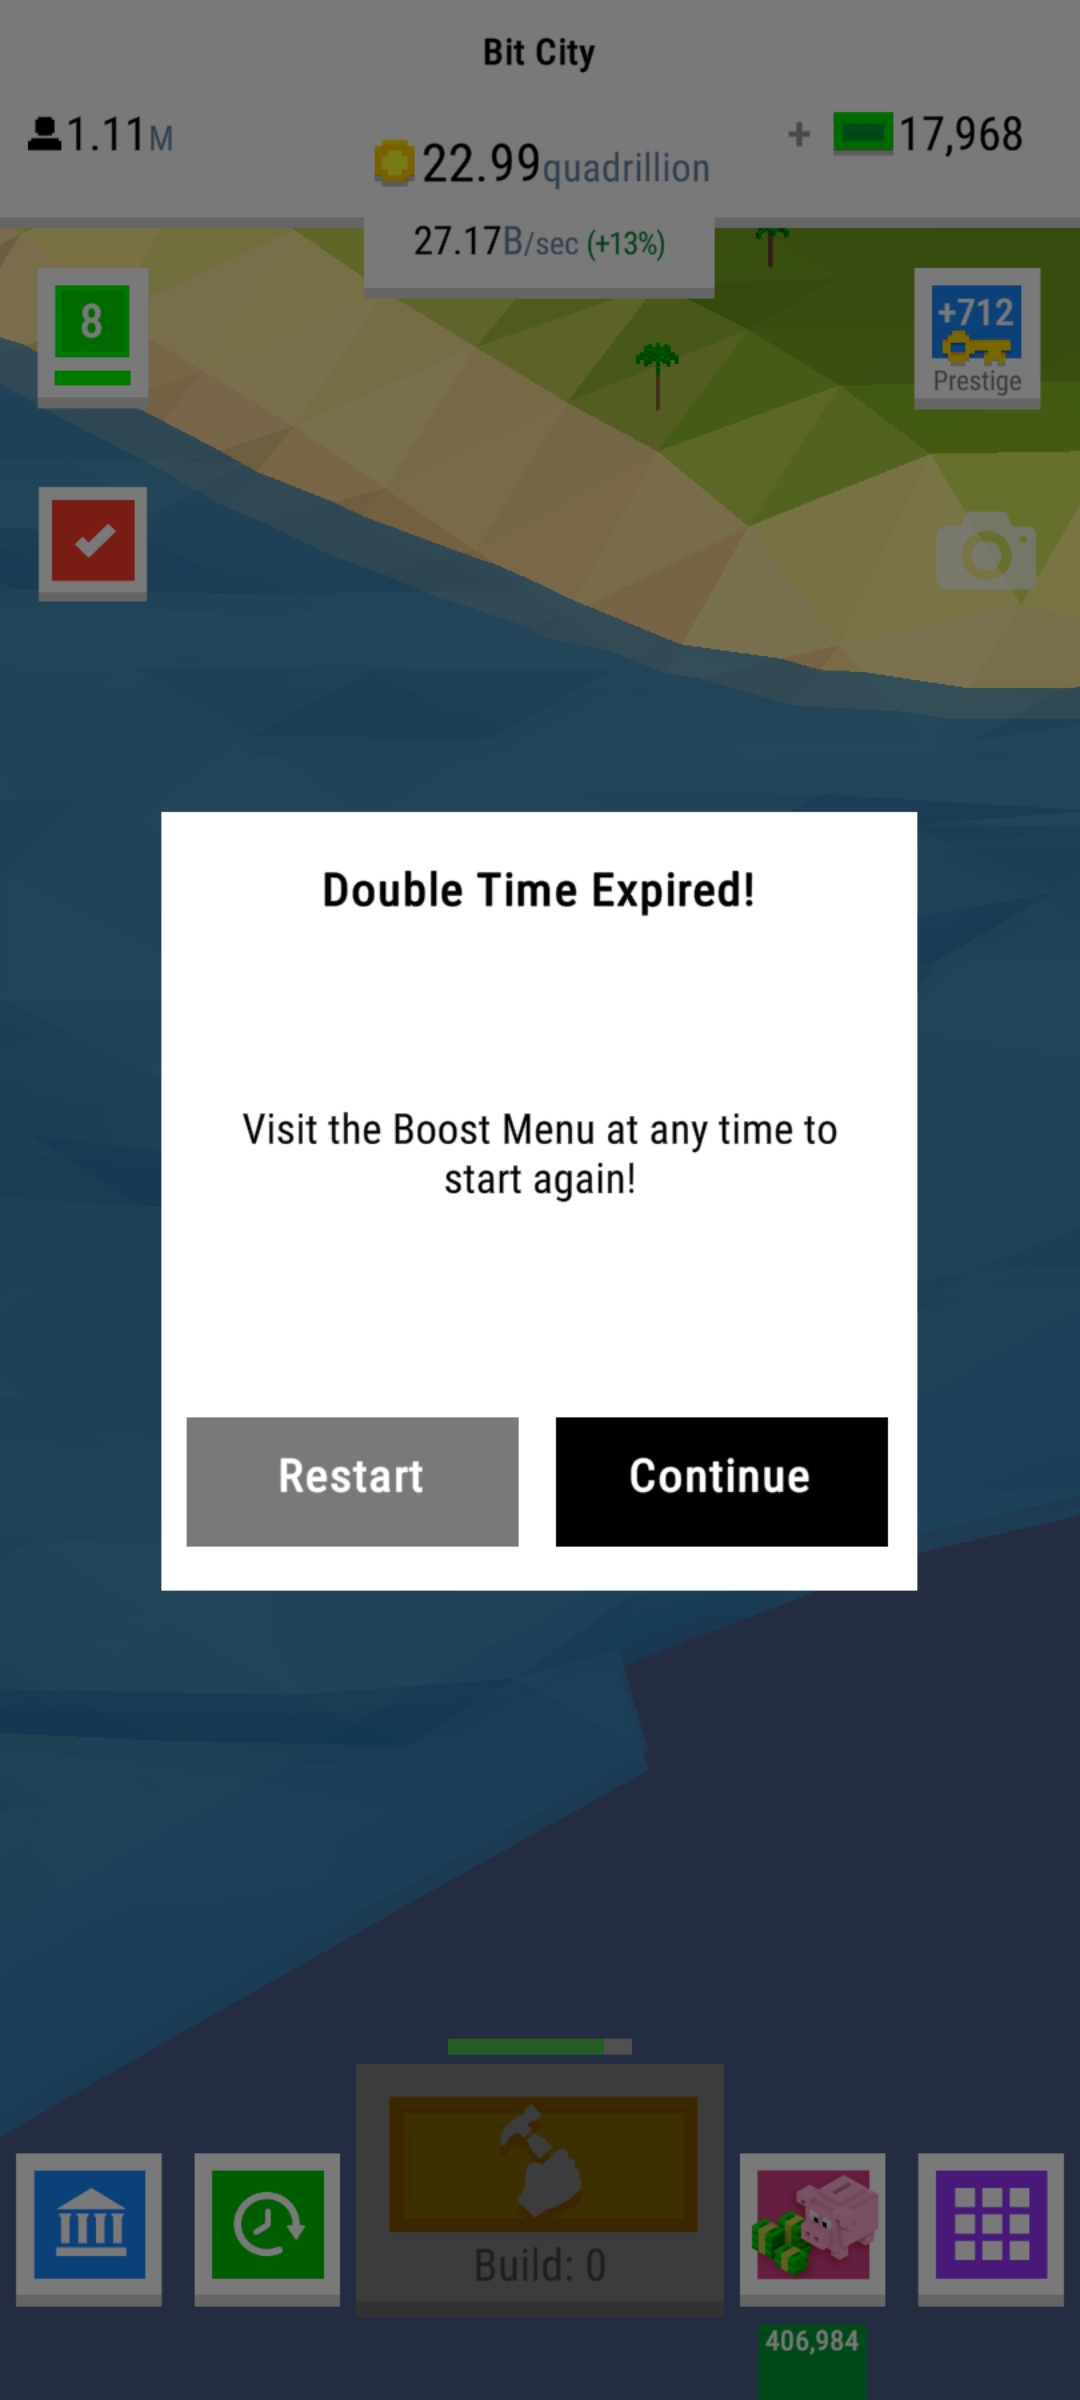 Bit City
1.11M
22.99quadrillion
+ 17,968
27.17B/sec (+13%)
8
+712
Prestige
Double Time Expired!
Visit the Boost Menu at any time to
start again!
Restart
Continue
Build: 0
406,984